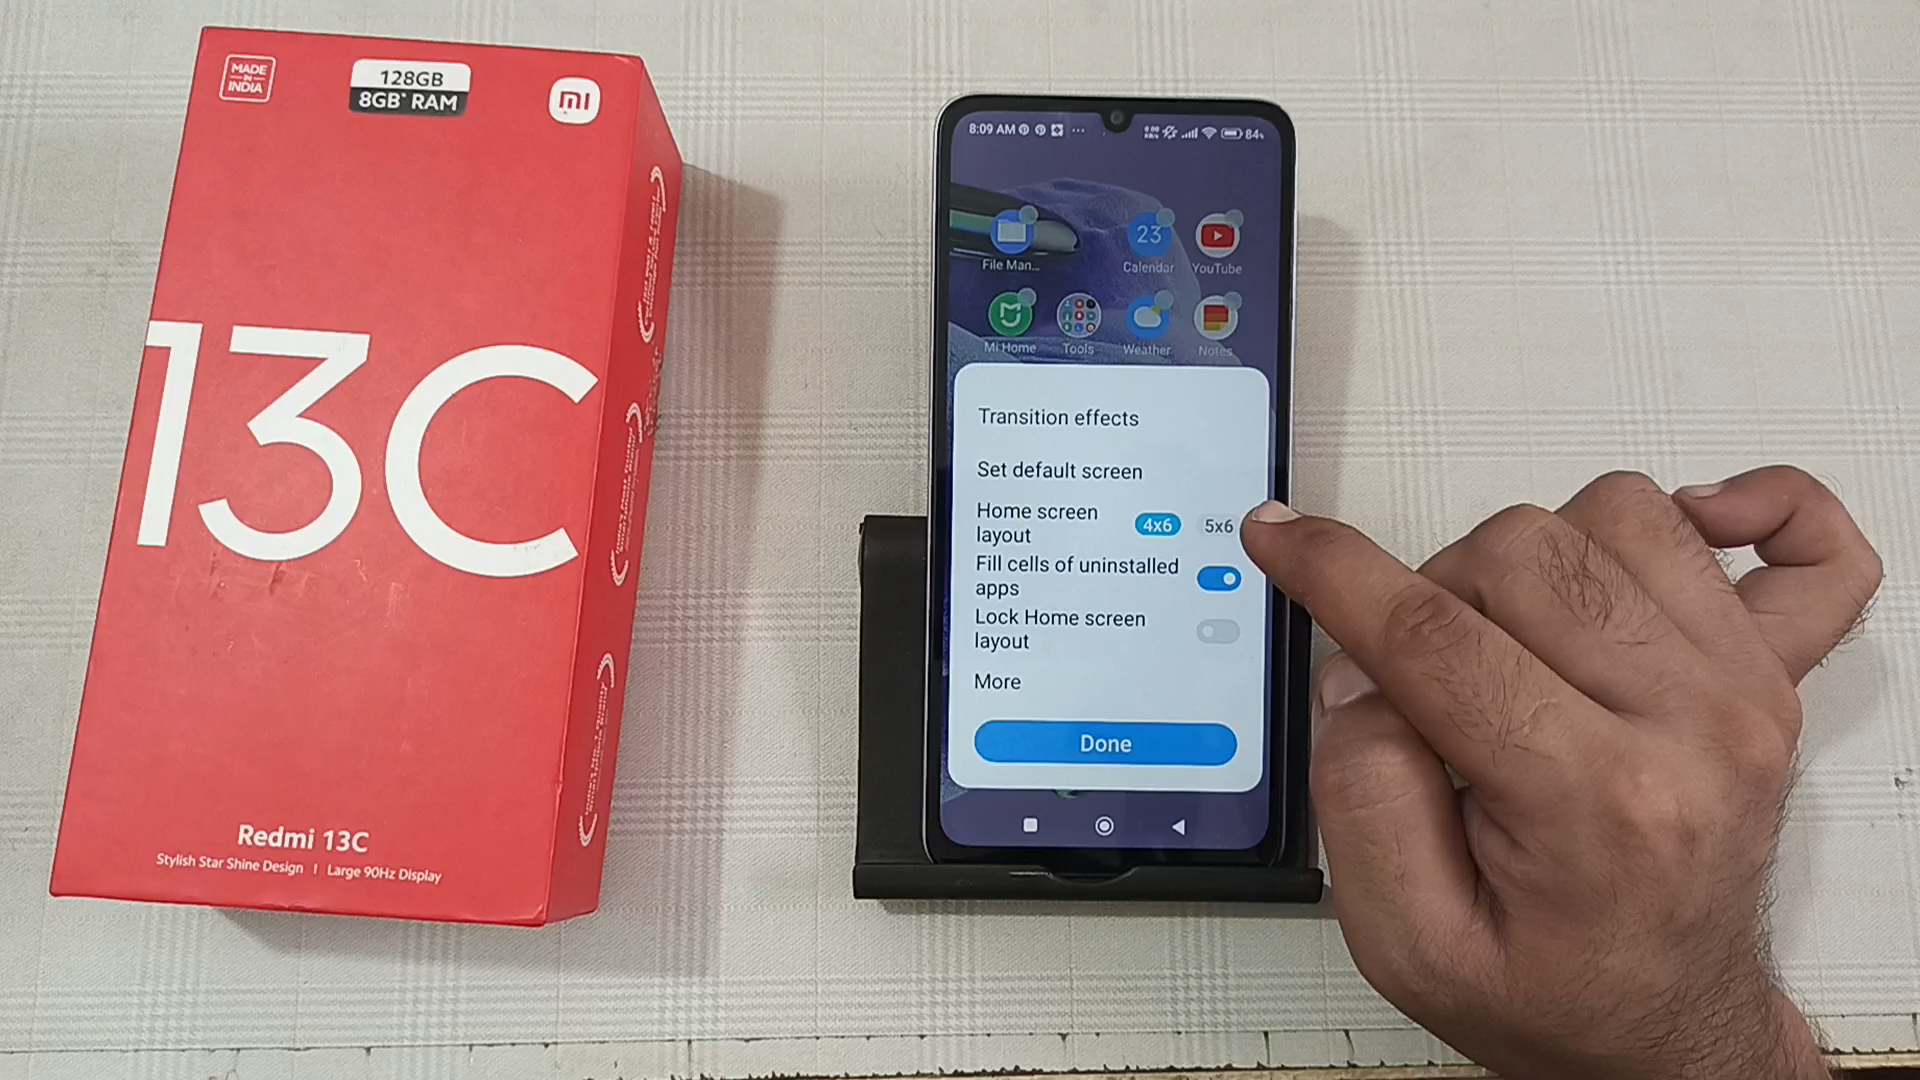 MADE
IN
INDIA
128GB
8GB* RAM
mi
13C
Redmi 13C
Stylish Star Shine Design | Large 90Hz Display
8:09 AM
84%
23
File Man...
Calendar
YouTube
Mi Home
Tools
Weather
Notes
Transition effects
Set default screen
Home screen
layout
4x6
5x6
Fill cells of uninstalled
apps
Lock Home screen
layout
More
Done